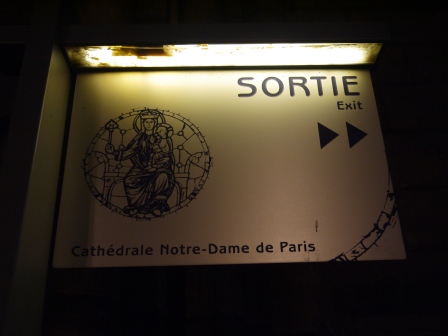 SORTIE
Exit
Cathédrale Notre-Dame de Paris